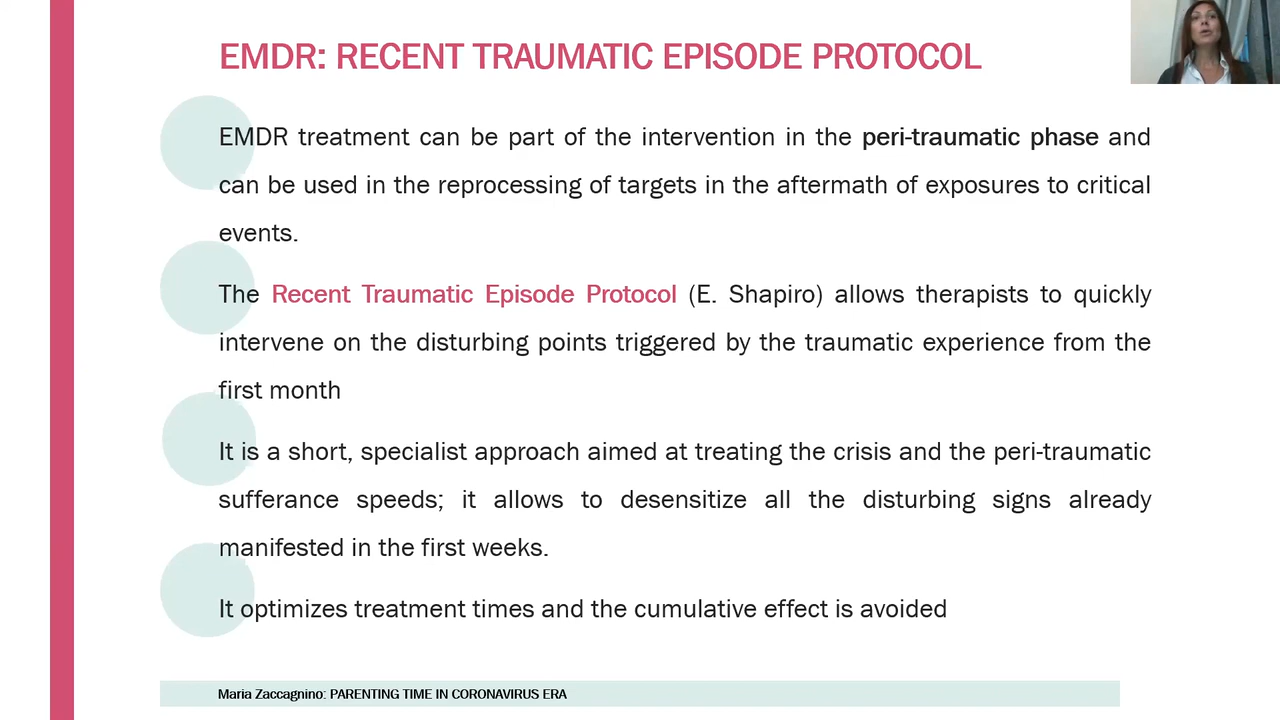 EMDR: RECENT TRAUMATIC EPISODE PROTOCOL
EMDR treatment can be part of the intervention in the peri-traumatic phase and
can be used in the reprocessing of targets in the aftermath of exposures to critical
events.
The Recent Traumatic Episode Protocol (E. Shapiro) allows therapists to quickly
intervene on the disturbing points triggered by the traumatic experience from the
first month
It is a short, specialist approach aimed at treating the crisis and the peri-traumatic
sufferance speeds; it allows to desensitize all the disturbing signs already
manifested in the first weeks.
It optimizes treatment times and the cumulative effect is avoided
Maria Zaccagnino: PARENTING TIME IN CORONAVIRUS ERA